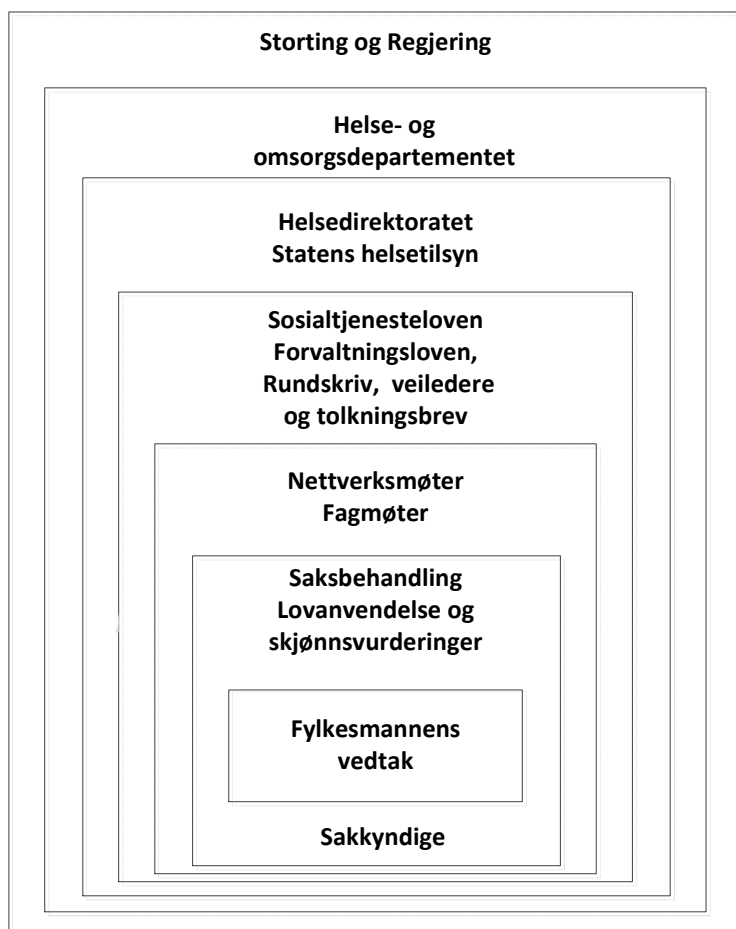 Storting og Regjering
Helse- og
omsorgsdepartementet
Helsedirektoratet
Statens helsetilsyn
Sosialtjenesteloven
Forvaltningsloven,
Rundskriv, veiledere
og tolkningsbrev
Nettverksmøter
Fagmøter
Saksbehandling
Lovanvendelse og
skjønnsvurderinger
Fylkesmannens
vedtak
Sakkyndige